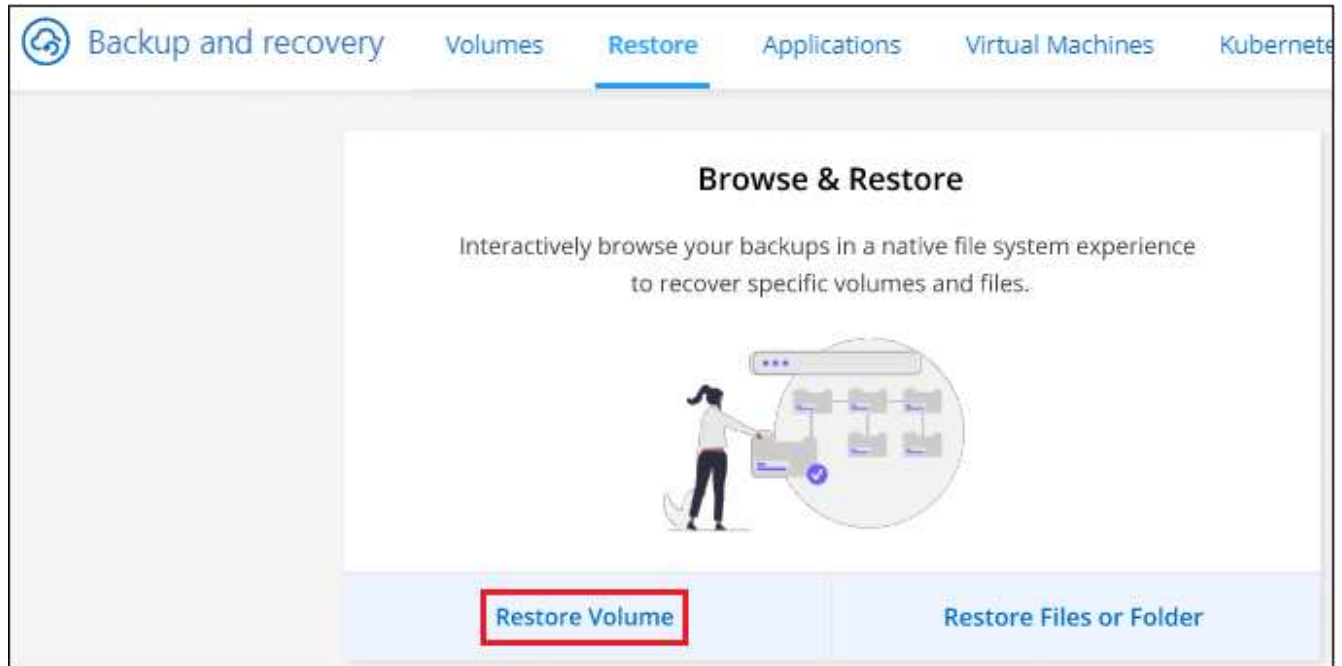 Backup and recovery Volumes Restore Applications Virtual Machines Kubernete
Browse & Restore
Interactively browse your backups in a native file system experience
to recover specific volumes and files.
Restore Volume Restore Files or Folder